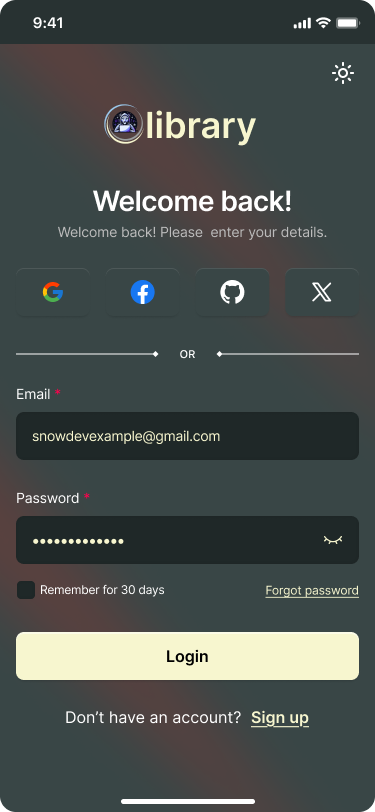 9:41
library
Welcome back!
Welcome back! Please  enter your details.
OR
Email *
snowdevexample@gmail.com
Password *
•••••••••••••
Remember for 30 days
Forgot password
Login
Don’t have an account? Sign up